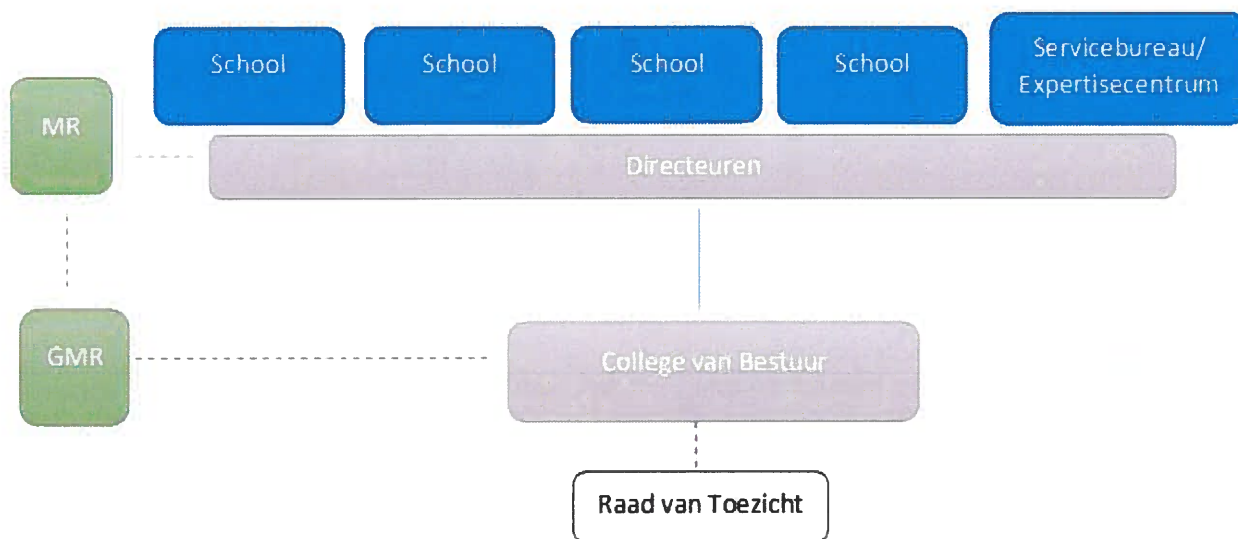 School
School
School
School
Servicebureau/
Expertisecentrum
MR
Directeuren
GMR
College van Bestuur
Raad van Toezicht